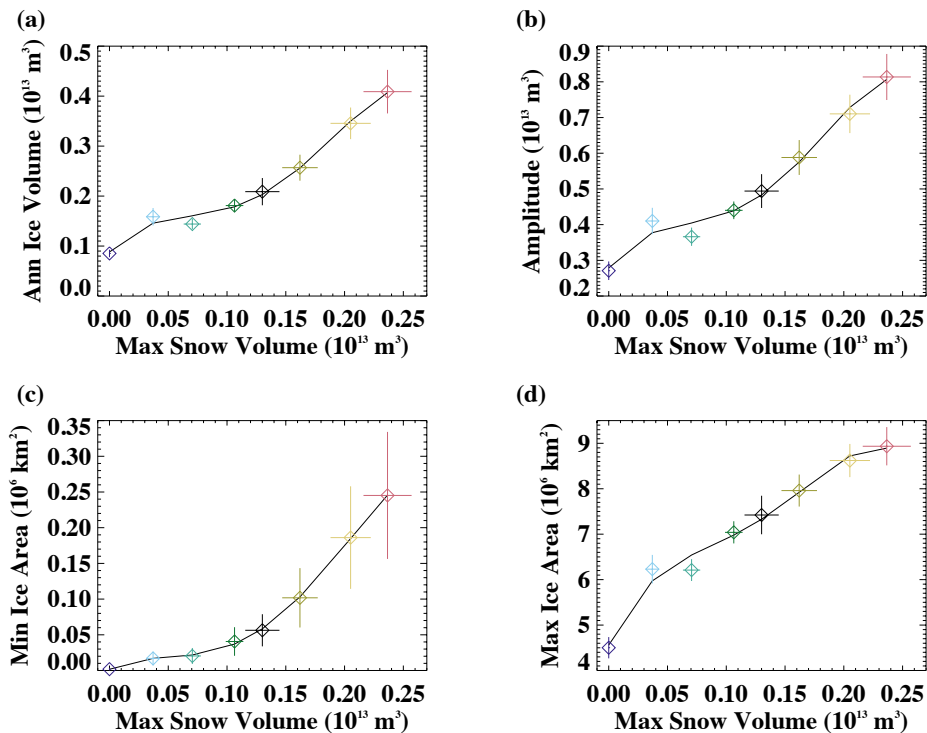 (a)
0.5
0.4
0.3
0.2
0.1
0.0
Ann Ice Volume (10¹³ m³)
0.00 0.05 0.10 0.15 0.20 0.25
Max Snow Volume (10¹³ m³)
(b)
0.9
0.8
0.7
0.6
0.5
0.4
0.3
0.2
Amplitude (10¹³ m³)
0.00 0.05 0.10 0.15 0.20 0.25
Max Snow Volume (10¹³ m³)
(c)
0.35
0.30
0.25
0.20
0.15
0.10
0.05
0.00
Min Ice Area (10⁶ km²)
0.00 0.05 0.10 0.15 0.20 0.25
Max Snow Volume (10¹³ m³)
(d)
9
8
7
6
5
4
Max Ice Area (10⁶ km²)
0.00 0.05 0.10 0.15 0.20 0.25
Max Snow Volume (10¹³ m³)